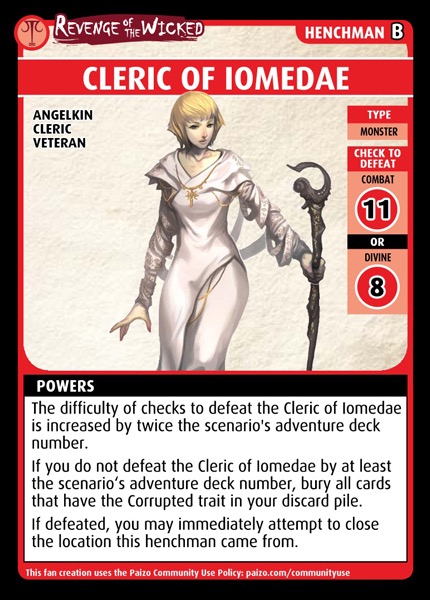 REVENGE OF THE WICKED
HENCHMAN B
CLERIC OF IOMEDAE
ANGELKIN
CLERIC
VETERAN
TYPE
MONSTER
CHECK TO
DEFEAT
COMBAT
11
OR
DIVINE
8
POWERS
The difficulty of checks to defeat the Cleric of Iomedae
is increased by twice the scenario's adventure deck
number.
If you do not defeat the Cleric of Iomedae by at least
the scenario‘s adventure deck number, bury all cards
that have the Corrupted trait in your discard pile.
If defeated, you may immediately attempt to close
the location this henchman came from.
This fan creation uses the Paizo Community Use Policy: paizo.com/communityuse